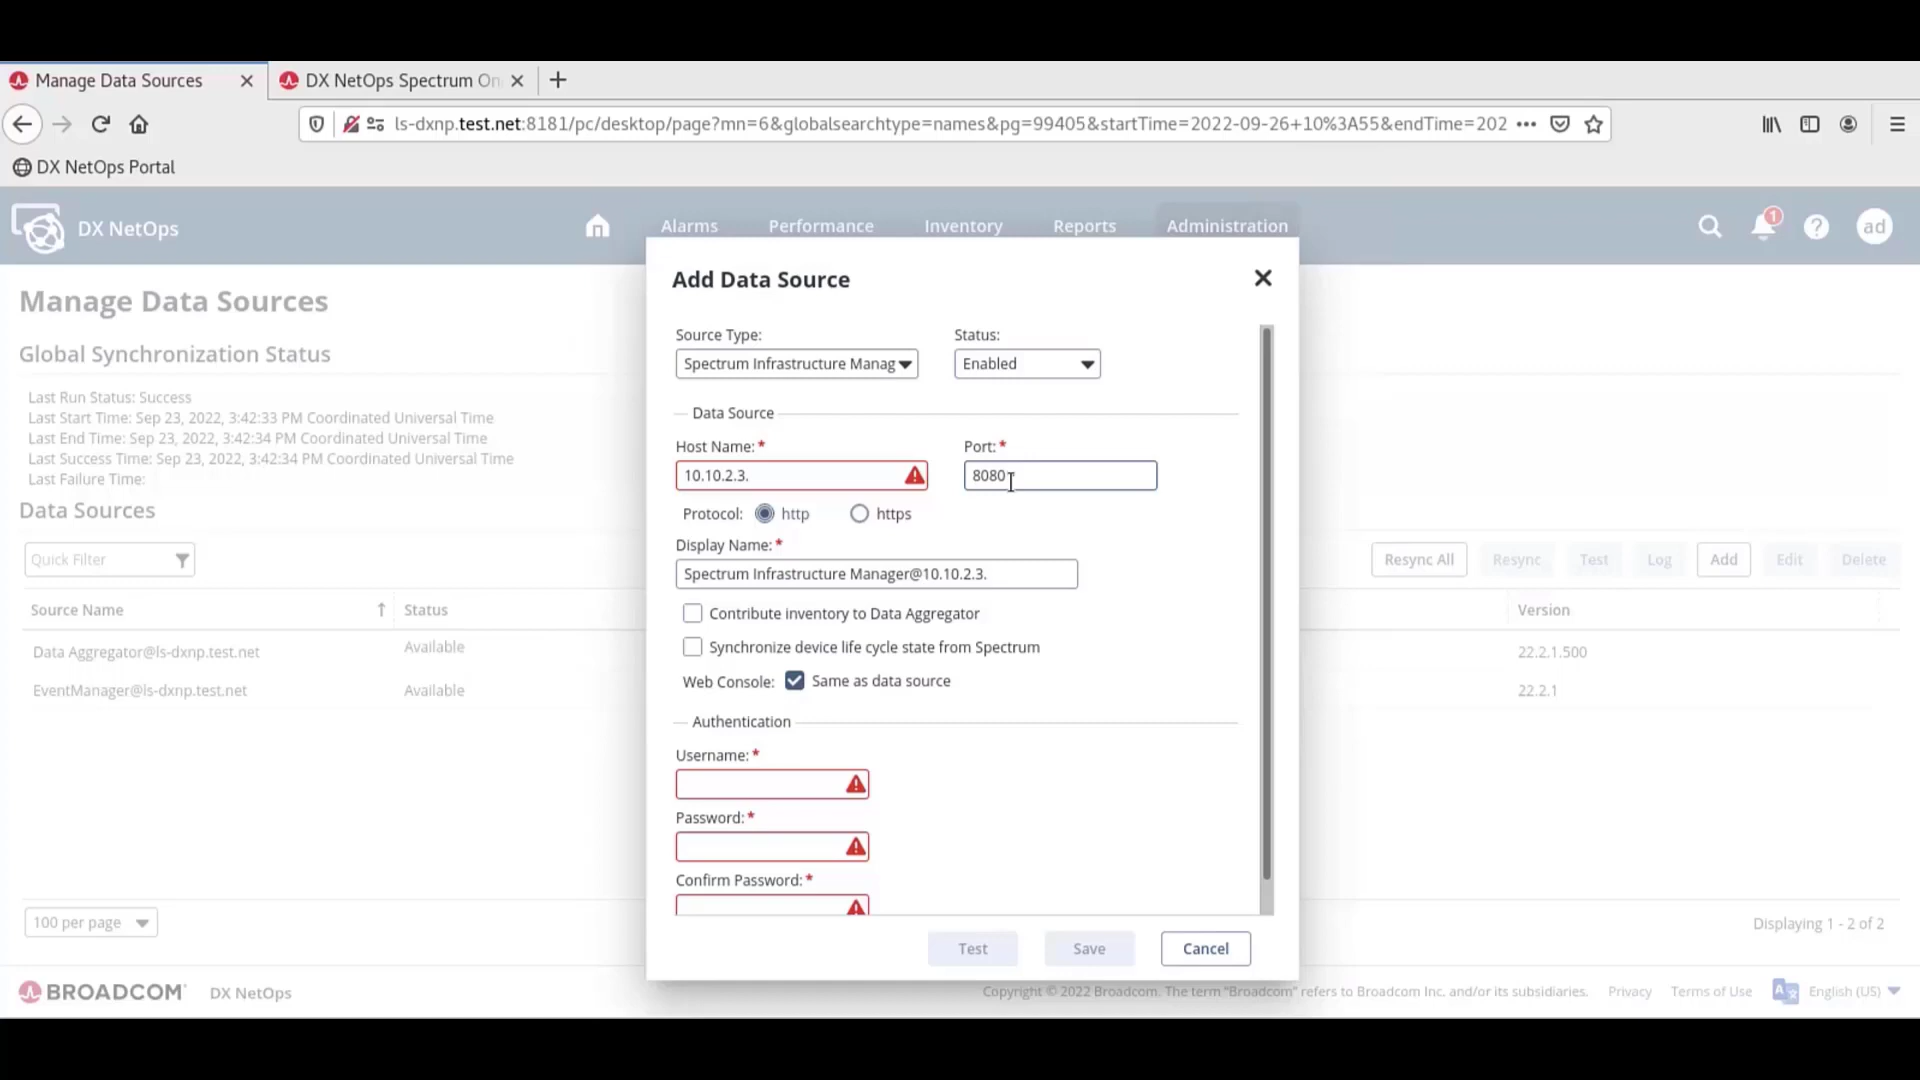 Manage Data Sources
DX NetOps Spectrum On
ls-dxnp.test.net:8181/pc/desktop/page?mn=6&globalsearchtype=names&pg=99405&startTime=2022-09-26+10%3A55&endTime=202
DX NetOps Portal
DX NetOps
Alarms
Performance
Inventory
Reports
Administration
1
ad
Manage Data Sources
Global Synchronization Status
Last Run Status: Success
Last Start Time: Sep 23, 2022, 3:42:33 PM Coordinated Universal Time
Last End Time: Sep 23, 2022, 3:42:34 PM Coordinated Universal Time
Last Success Time: Sep 23, 2022, 3:42:34 PM Coordinated Universal Time
Last Failure Time:
Data Sources
Quick Filter
Resync All
Resync
Test
Log
Add
Edit
Delete
Source Name
Status
Version
Data Aggregator@ls-dxnp.test.net
Available
22.2.1.500
EventManager@ls-dxnp.test.net
Available
22.2.1
100 per page
Displaying 1 - 2 of 2
Add Data Source
Source Type:
Status:
Spectrum Infrastructure Manag
Enabled
Data Source
Host Name: *
Port: *
10.10.2.3.
8080
Protocol:
http
https
Display Name: *
Spectrum Infrastructure Manager@10.10.2.3.
Contribute inventory to Data Aggregator
Synchronize device life cycle state from Spectrum
Web Console:
Same as data source
Authentication
Username: *
Password: *
Confirm Password: *
Test
Save
Cancel
BROADCOM
DX NetOps
Copyright © 2022 Broadcom. The term "Broadcom" refers to Broadcom Inc. and/or its subsidiaries.
Privacy
Terms of Use
English (US)